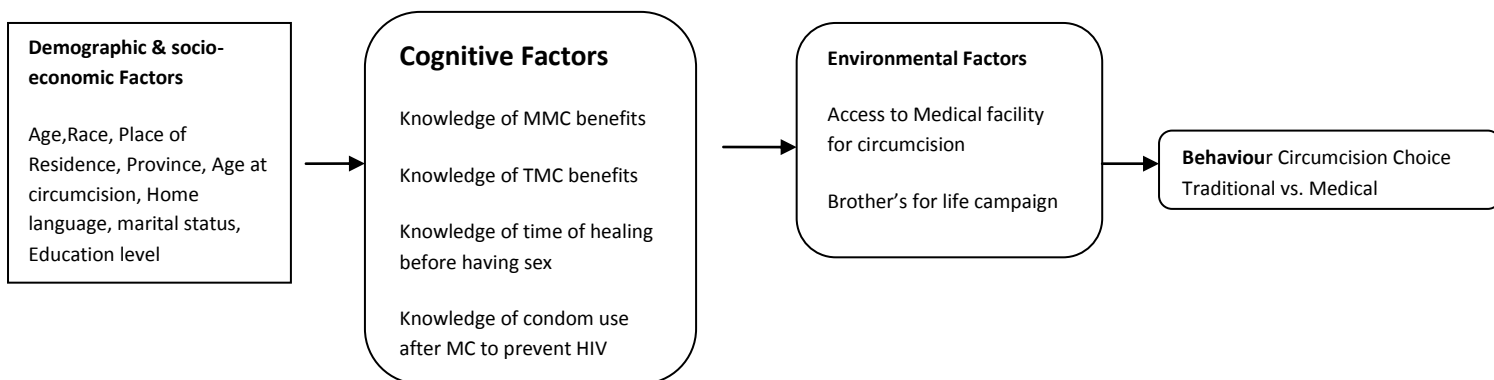 Demographic & socio-
economic Factors
Age,Race, Place of
Residence, Province, Age at
circumcision, Home
language, marital status,
Education level
Cognitive Factors
Knowledge of MMC benefits
Knowledge of TMC benefits
Knowledge of time of healing
before having sex
Knowledge of condom use
after MC to prevent HIV
Environmental Factors
Access to Medical facility
for circumcision
Brother’s for life campaign
Behaviour Circumcision Choice
Traditional vs. Medical